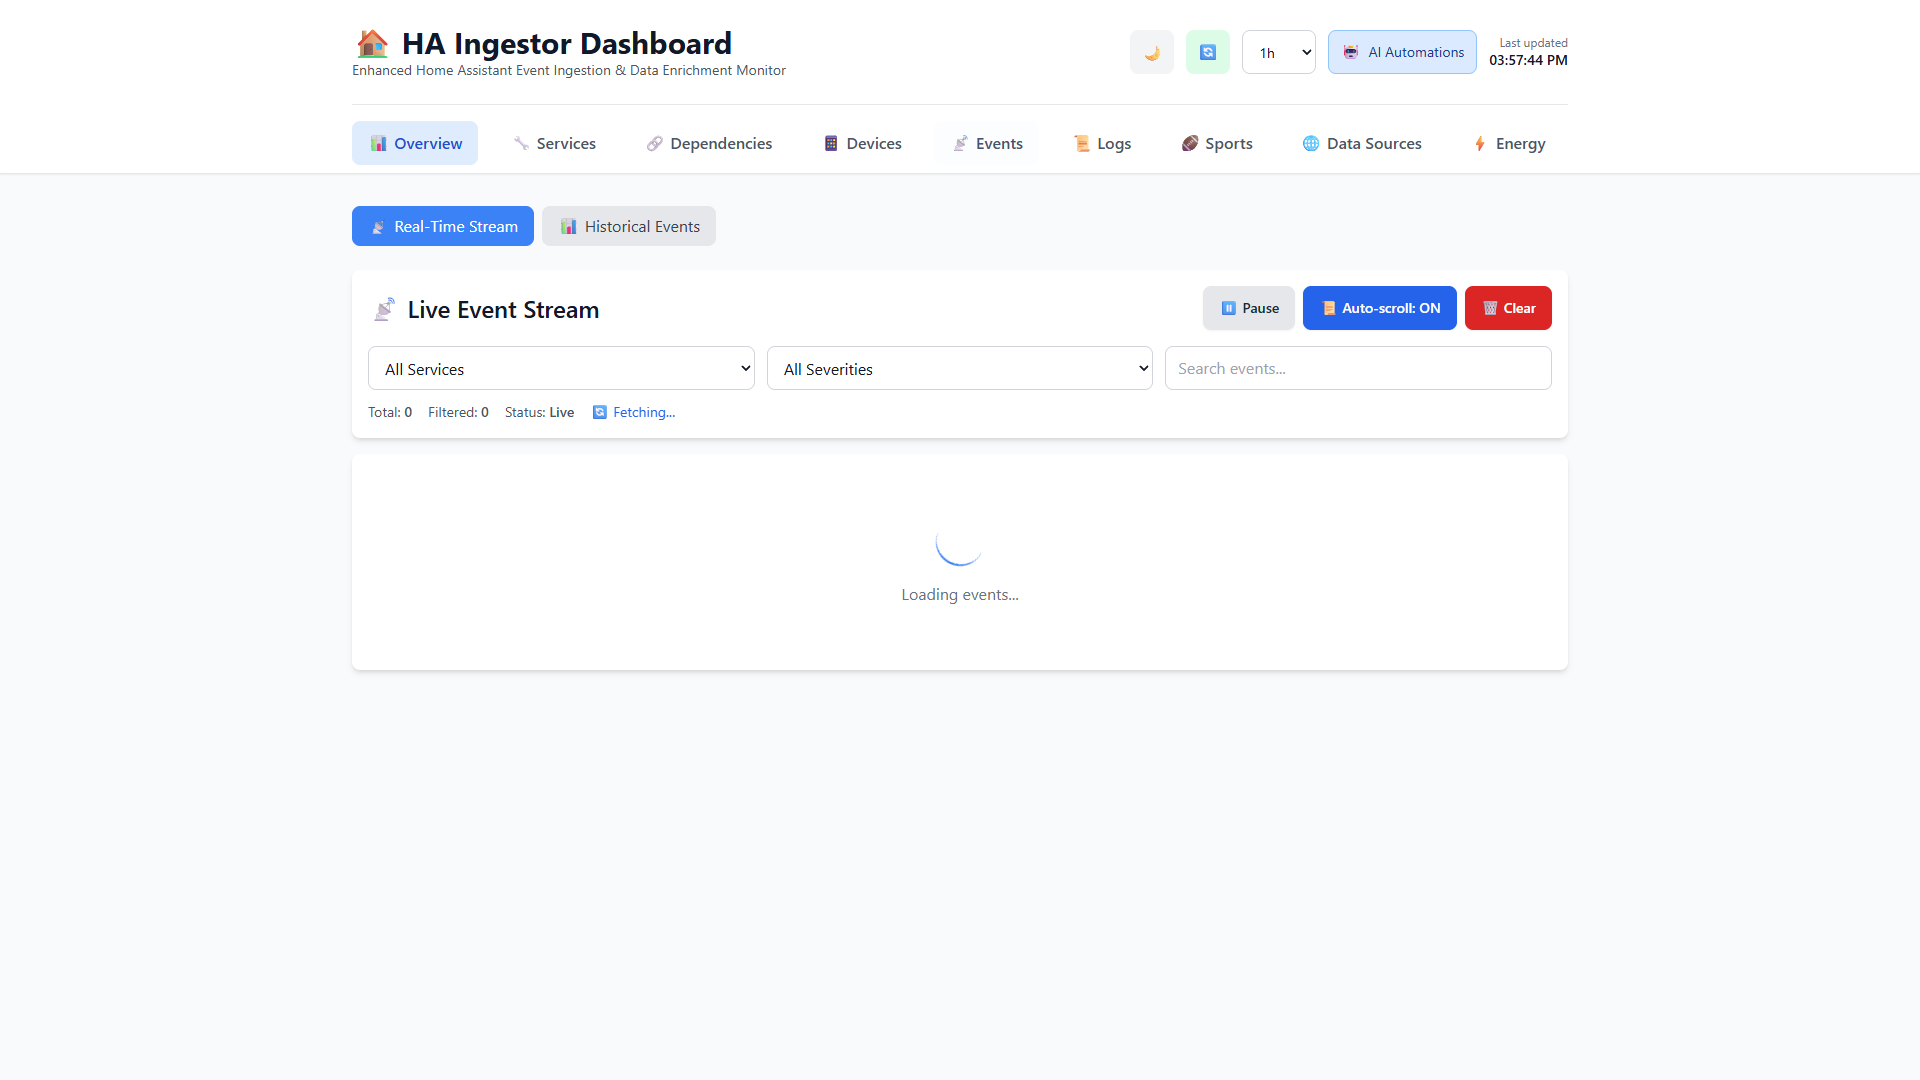 HA Ingestor Dashboard
Enhanced Home Assistant Event Ingestion & Data Enrichment Monitor
1h
AI Automations
Last updated
03:57:44 PM
Overview
Services
Dependencies
Devices
Events
Logs
Sports
Data Sources
Energy
Real-Time Stream
Historical Events
Live Event Stream
Pause
Auto-scroll: ON
Clear
All Services
All Severities
Search events...
Total: 0
Filtered: 0
Status: Live
Fetching...
Loading events...